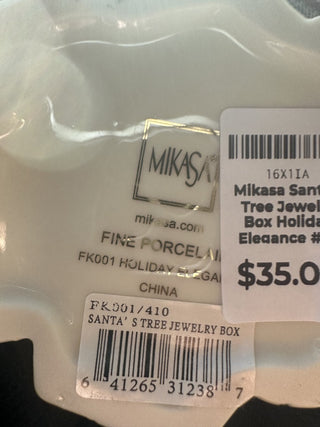 MIKASA
mikasa.com
FINE PORCELAI
FK001 HOLIDAY ELEGA
CHINA
16X1IA
Mikasa Sant
Tree Jewel
Box Holida
Elegance #
$35.0
FK001/410
SANTA'S TREE JEWELRY BOX
6 41265 31238 7